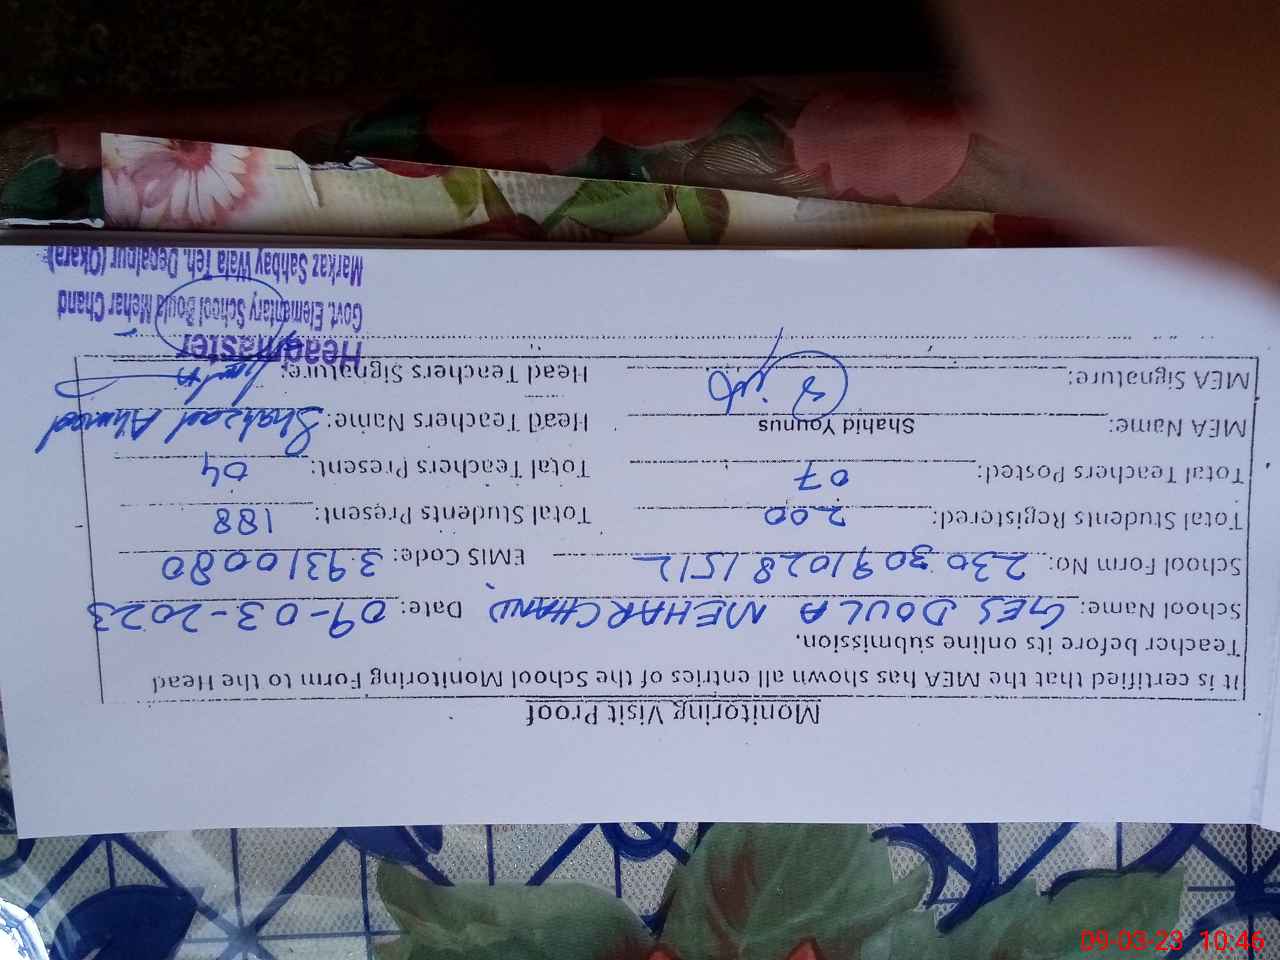 Monitoring Visit Proof
It is certified that the MEA has shown all entries of the School Monitoring Form to the Head
Teacher before its online submission.
School Name: GES DOULA MEHAR CHAND Date: 09-03-2023
School Form No: 23030910281512 EMIS Code: 39310080
Total Students Registered: 200 Total Students Present: 188
Total Teachers Posted: 07 Total Teachers Present: 04
MEA Name: Shahid Younus Head Teachers Name: Shahzad Ahmad
MEA Signature: Head Teachers Signature:
Headmaster
Govt. Elementary School Doula Mehar Chand
Markaz Sahbay Wala Teh. Depalpur (Okara)
09-03-23 10:46